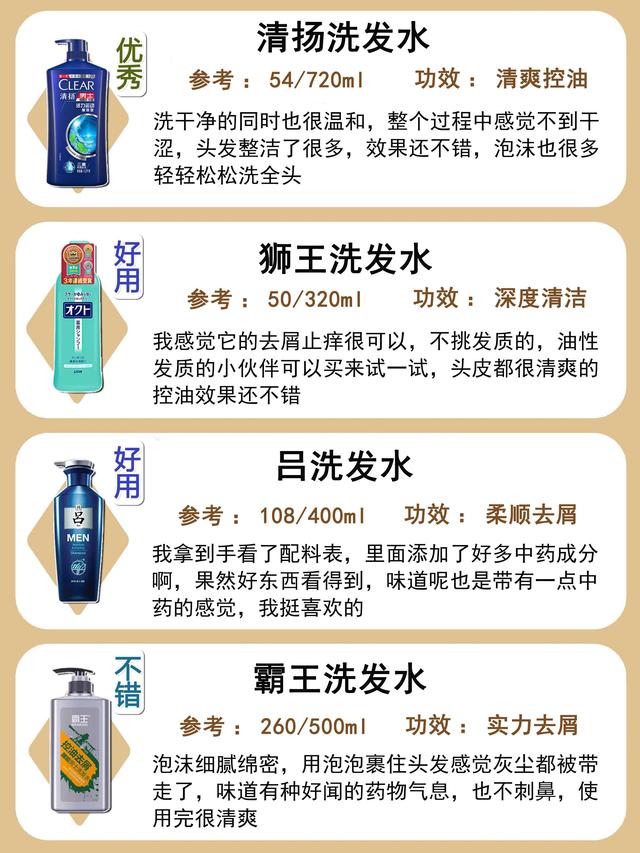 优秀
清扬洗发水
参考：54/720ml 功效：清爽控油
洗干净的同时也很温和，整个过程中感觉不到干
涩，头发整洁了很多，效果还不错，泡沫也很多
轻轻松松洗全头
CLEAR
清扬 男士
好用
狮王洗发水
参考：50/320ml 功效：深度清洁
我感觉它的去屑止痒很可以，不挑发质的，油性
发质的小伙伴可以买来试一试，头皮都很清爽的
控油效果还不错
オクト
薬用シャンプー
LION
好用
吕洗发水
参考：108/400ml 功效：柔顺去屑
我拿到手看了配料表，里面添加了好多中药成分
啊，果然好东西看得到，味道呢也是带有一点中
药的感觉，我挺喜欢的
吕
MEN
不错
霸王洗发水
参考：260/500ml 功效：实力去屑
泡沫细腻绵密，用泡泡裹住头发感觉灰尘都被带
走了，味道有种好闻的药物气息，也不刺鼻，使
用完很清爽
霸王
控油去屑